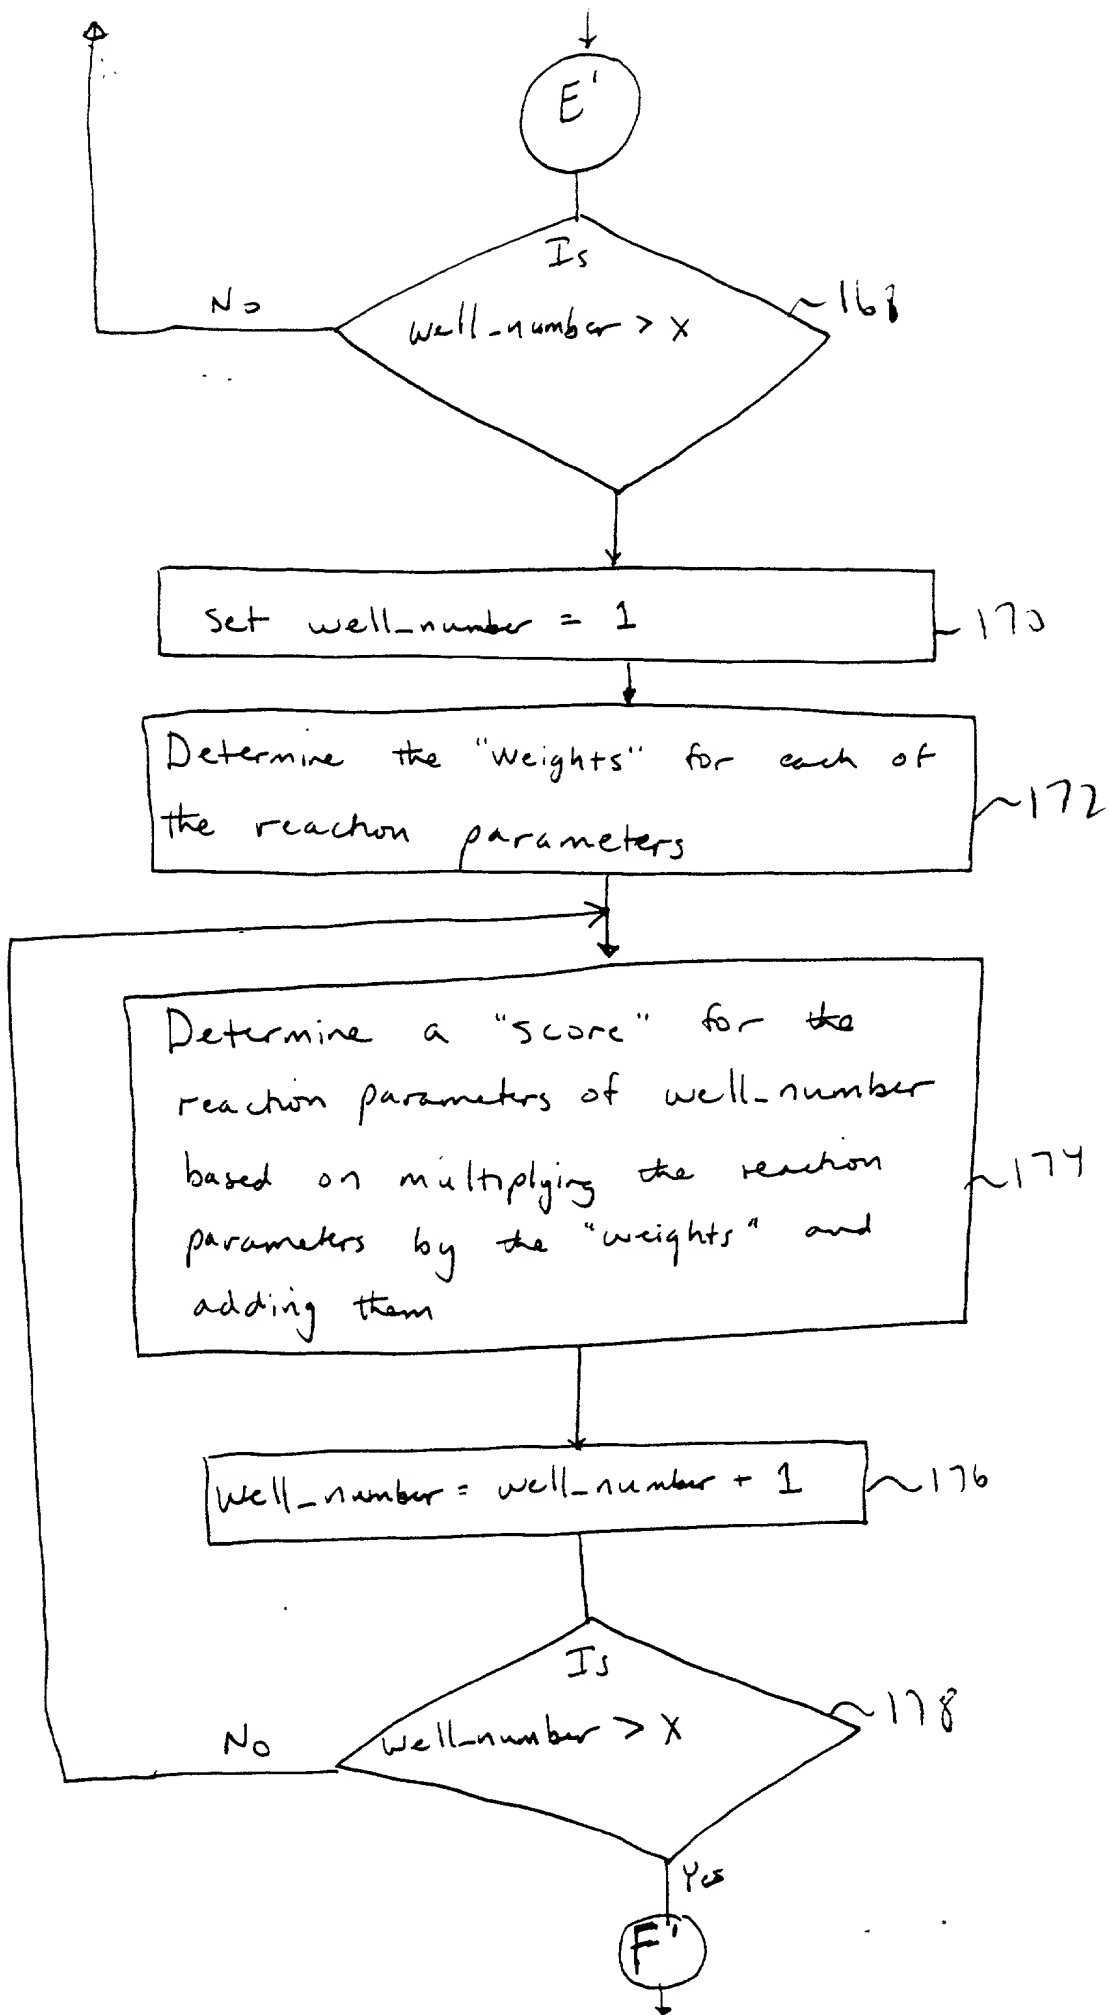 E'
Is
No
well_number > x
168
Set well_number = 1
170
Determine the "weights" for each of
the reaction parameters
172
Determine a "score" for the
reaction parameters of well_number
based on multiplying the reaction
parameters by the "weights" and
adding them
174
well_number = well_number + 1
176
Is
No
well_number > X
178
Yes
F'